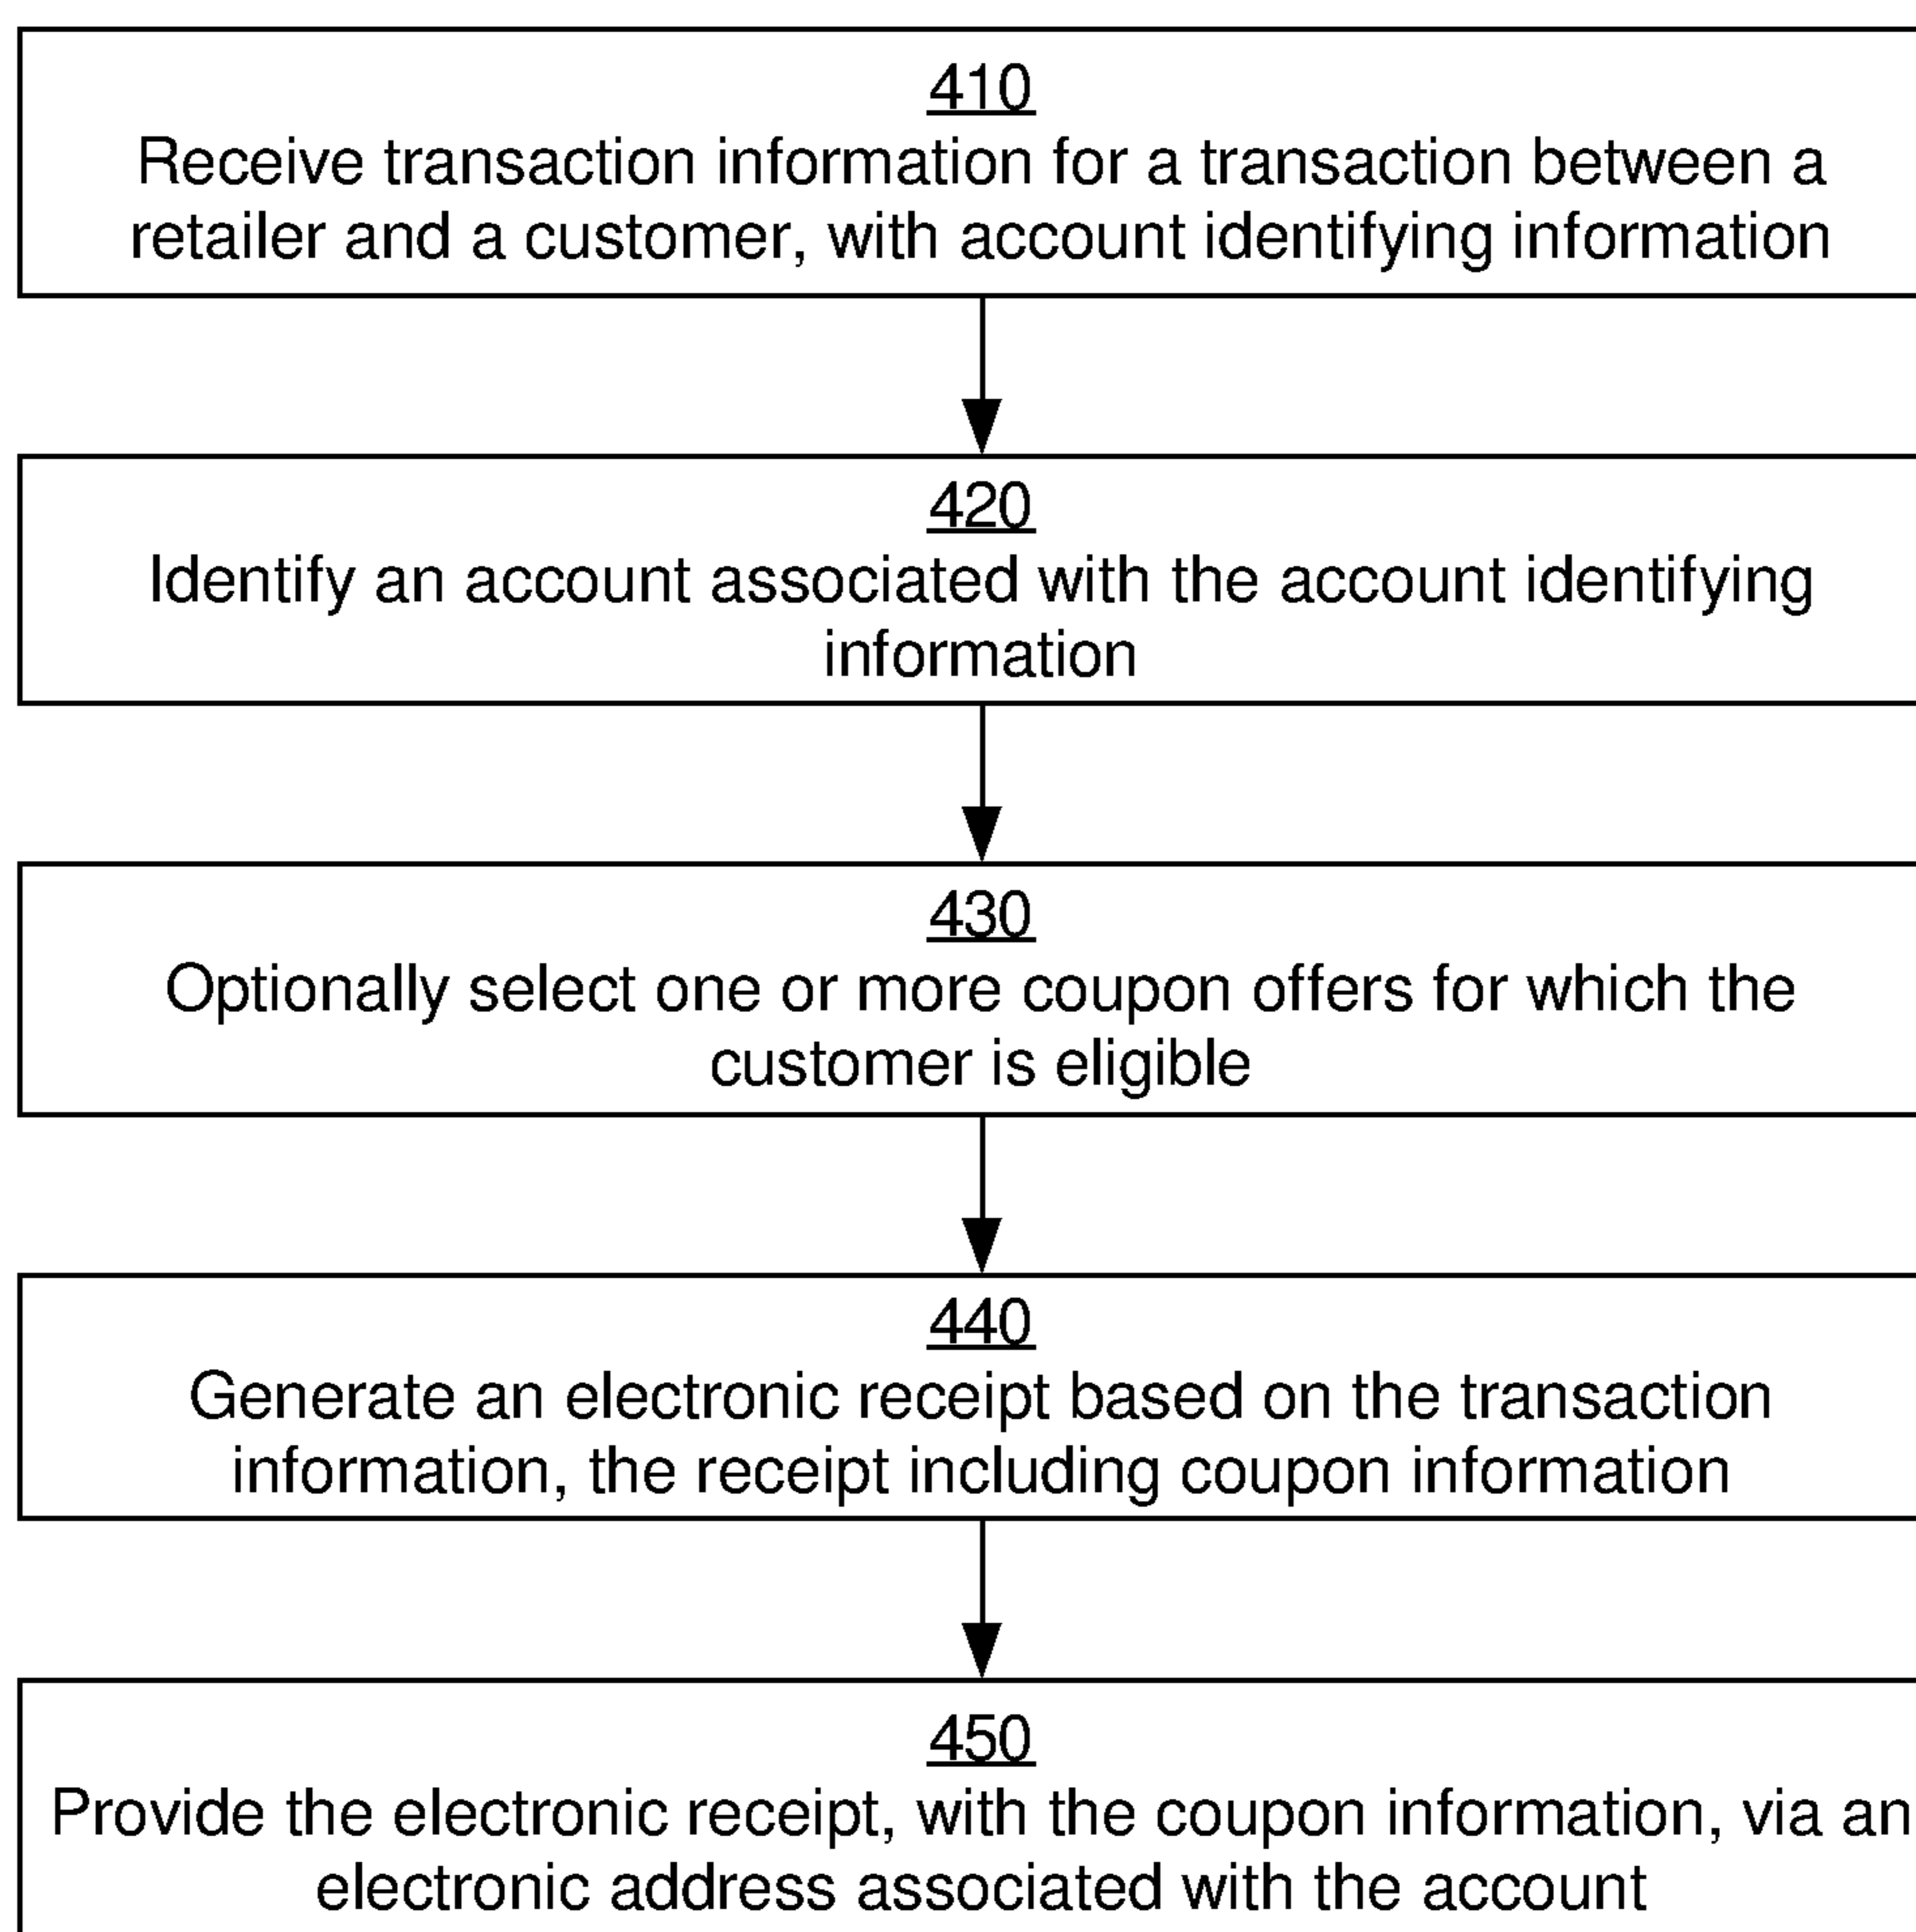 410
Receive transaction information for a transaction between a
retailer and a customer, with account identifying information
420
Identify an account associated with the account identifying
information
430
Optionally select one or more coupon offers for which the
customer is eligible
440
Generate an electronic receipt based on the transaction
information, the receipt including coupon information
450
Provide the electronic receipt, with the coupon information, via an
electronic address associated with the account